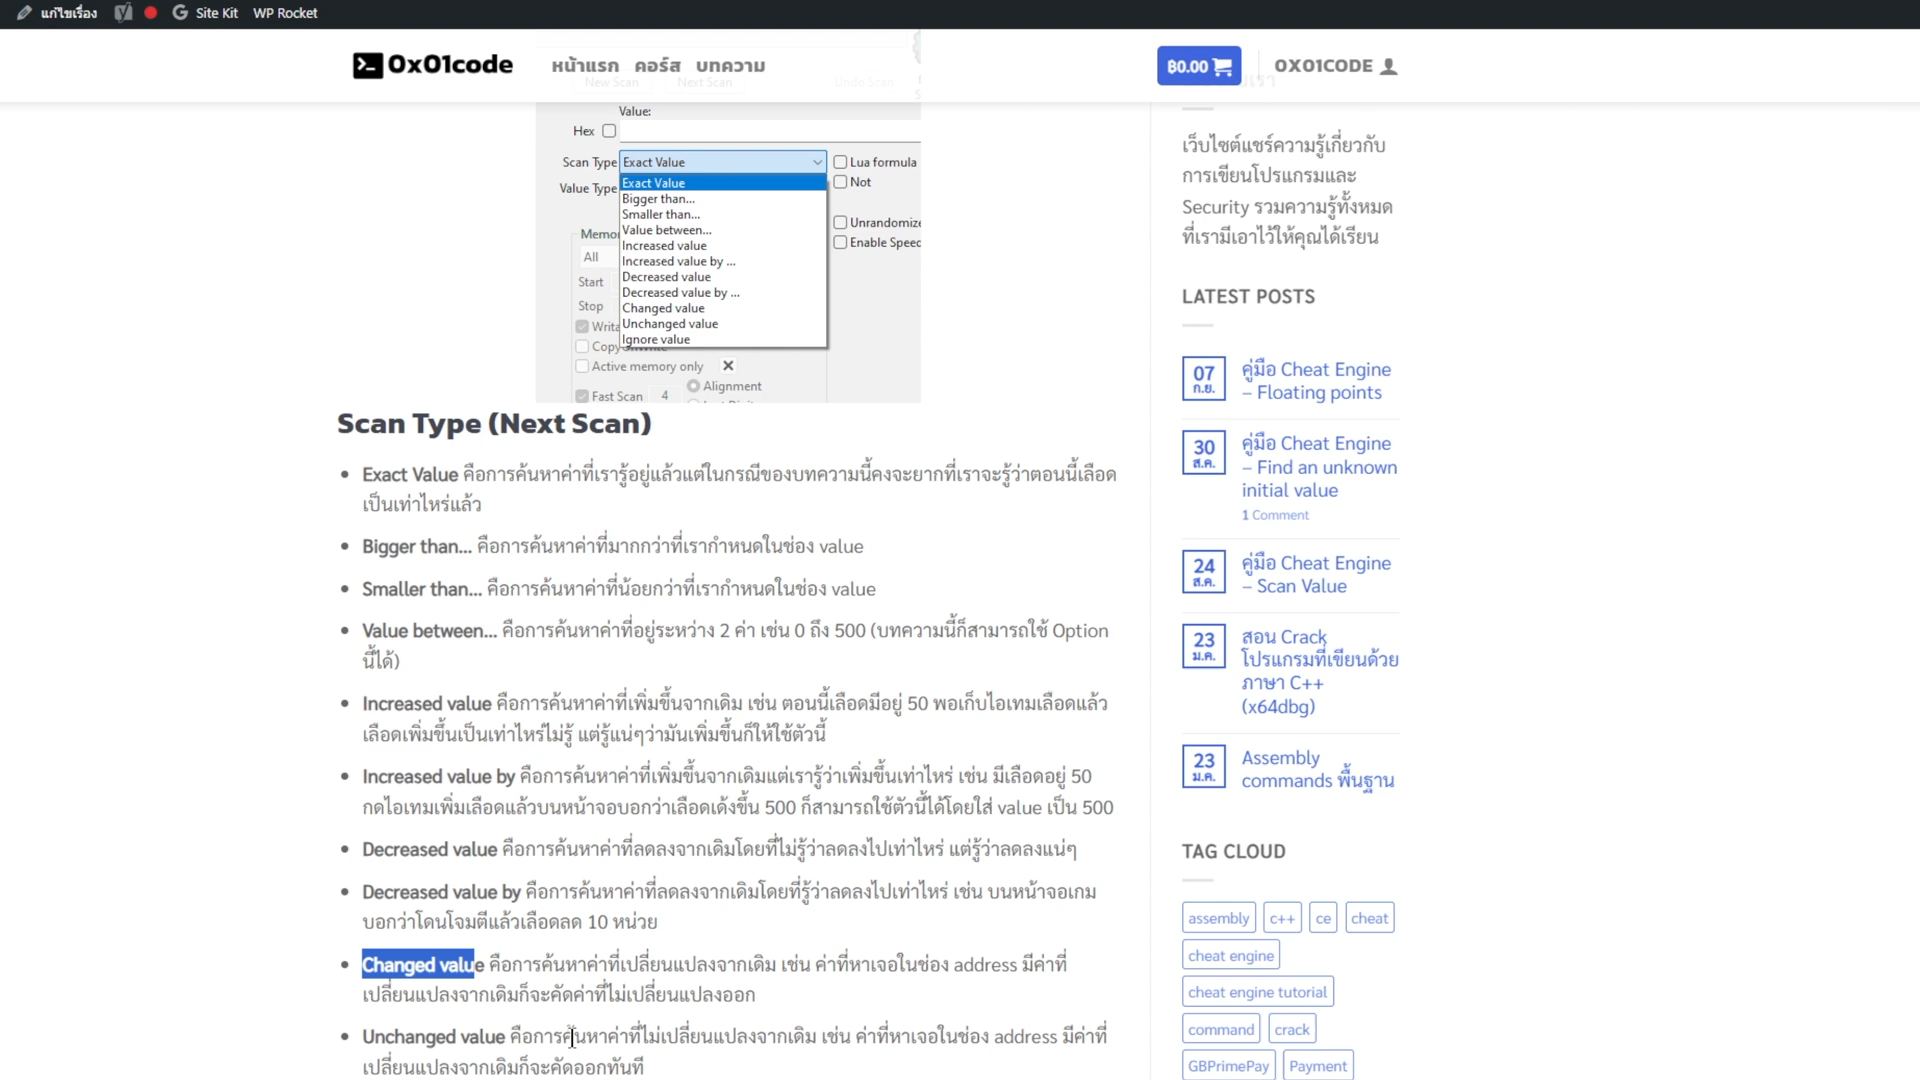 แก้ไขเรื่อง Site Kit WP Rocket
0x01code หน้าแรก คอร์ส บทความ ฿0.00 0X01CODE
New Scan Next Scan Undo Scan
Value:
Hex
Scan Type Exact Value Lua formula
Exact Value Not
Value Type
Bigger than...
Smaller than...
Value between... Unrandomize
Increased value Enable Speed
All
Increased value by ...
Decreased value
Start
Decreased value by ...
Stop
Changed value
Unchanged value
Ignore value
Active memory only
Alignment
Fast Scan 4
Scan Type (Next Scan)
Exact Value คือการค้นหาค่าที่เรารู้อยู่แล้วแต่ในกรณีของบทความนี้คงจะยากที่เราจะรู้ว่าตอนนี้เลือด
เป็นเท่าไหร่แล้ว
Bigger than… คือการค้นหาค่าที่มากกว่าที่เรากำหนดในช่อง value
Smaller than… คือการค้นหาค่าที่น้อยกว่าที่เรากำหนดในช่อง value
Value between… คือการค้นหาค่าที่อยู่ระหว่าง 2 ค่า เช่น 0 ถึง 500 (บทความนี้ก็สามารถใช้ Option
นี้ได้)
Increased value คือการค้นหาค่าที่เพิ่มขึ้นจากเดิม เช่น ตอนนี้เลือดมีอยู่ 50 พอเก็บไอเทมเลือดแล้ว
เลือดเพิ่มขึ้นเป็นเท่าไหร่ไม่รู้ แต่รู้แน่ๆว่ามันเพิ่มขึ้นก็ให้ใช้ตัวนี้
Increased value by คือการค้นหาค่าที่เพิ่มขึ้นจากเดิมแต่เรารู้ว่าเพิ่มขึ้นเท่าไหร่ เช่น มีเลือดอยู่ 50
กดไอเทมเพิ่มเลือดแล้วบนหน้าจอบอกว่าเลือดเด้งขึ้น 500 ก็สามารถใช้ตัวนี้ได้โดยใส่ value เป็น 500
Decreased value คือการค้นหาค่าที่ลดลงจากเดิมโดยที่ไม่รู้ว่าลดลงไปเท่าไหร่ แต่รู้ว่าลดลงแน่ๆ
Decreased value by คือการค้นหาค่าที่ลดลงจากเดิมโดยที่รู้ว่าลดลงไปเท่าไหร่ เช่น บนหน้าจอเกม
บอกว่าโดนโจมตีแล้วเลือดลด 10 หน่วย
Changed value คือการค้นหาค่าที่เปลี่ยนแปลงจากเดิม เช่น ค่าที่หาเจอในช่อง address มีค่าที่
เปลี่ยนแปลงจากเดิมก็จะคัดค่าที่ไม่เปลี่ยนแปลงออก
Unchanged value คือการค้นหาค่าที่ไม่เปลี่ยนแปลงจากเดิม เช่น ค่าที่หาเจอในช่อง address มีค่าที่
เปลี่ยนแปลงจากเดิมก็จะคัดออกทันที
เว็บไซต์แชร์ความรู้เกี่ยวกับ
การเขียนโปรแกรมและ
Security รวมความรู้ทั้งหมด
ที่เรามีเอาไว้ให้คุณได้เรียน
LATEST POSTS
07 ก.ย.
คู่มือ Cheat Engine
– Floating points
30 ส.ค.
คู่มือ Cheat Engine
– Find an unknown
initial value
1 Comment
24 ส.ค.
คู่มือ Cheat Engine
– Scan Value
23 ม.ค.
สอน Crack
โปรแกรมที่เขียนด้วย
ภาษา C++
(x64dbg)
23 ม.ค.
Assembly
commands พื้นฐาน
TAG CLOUD
assembly c++ ce cheat
cheat engine
cheat engine tutorial
command crack
GBPrimePay Payment